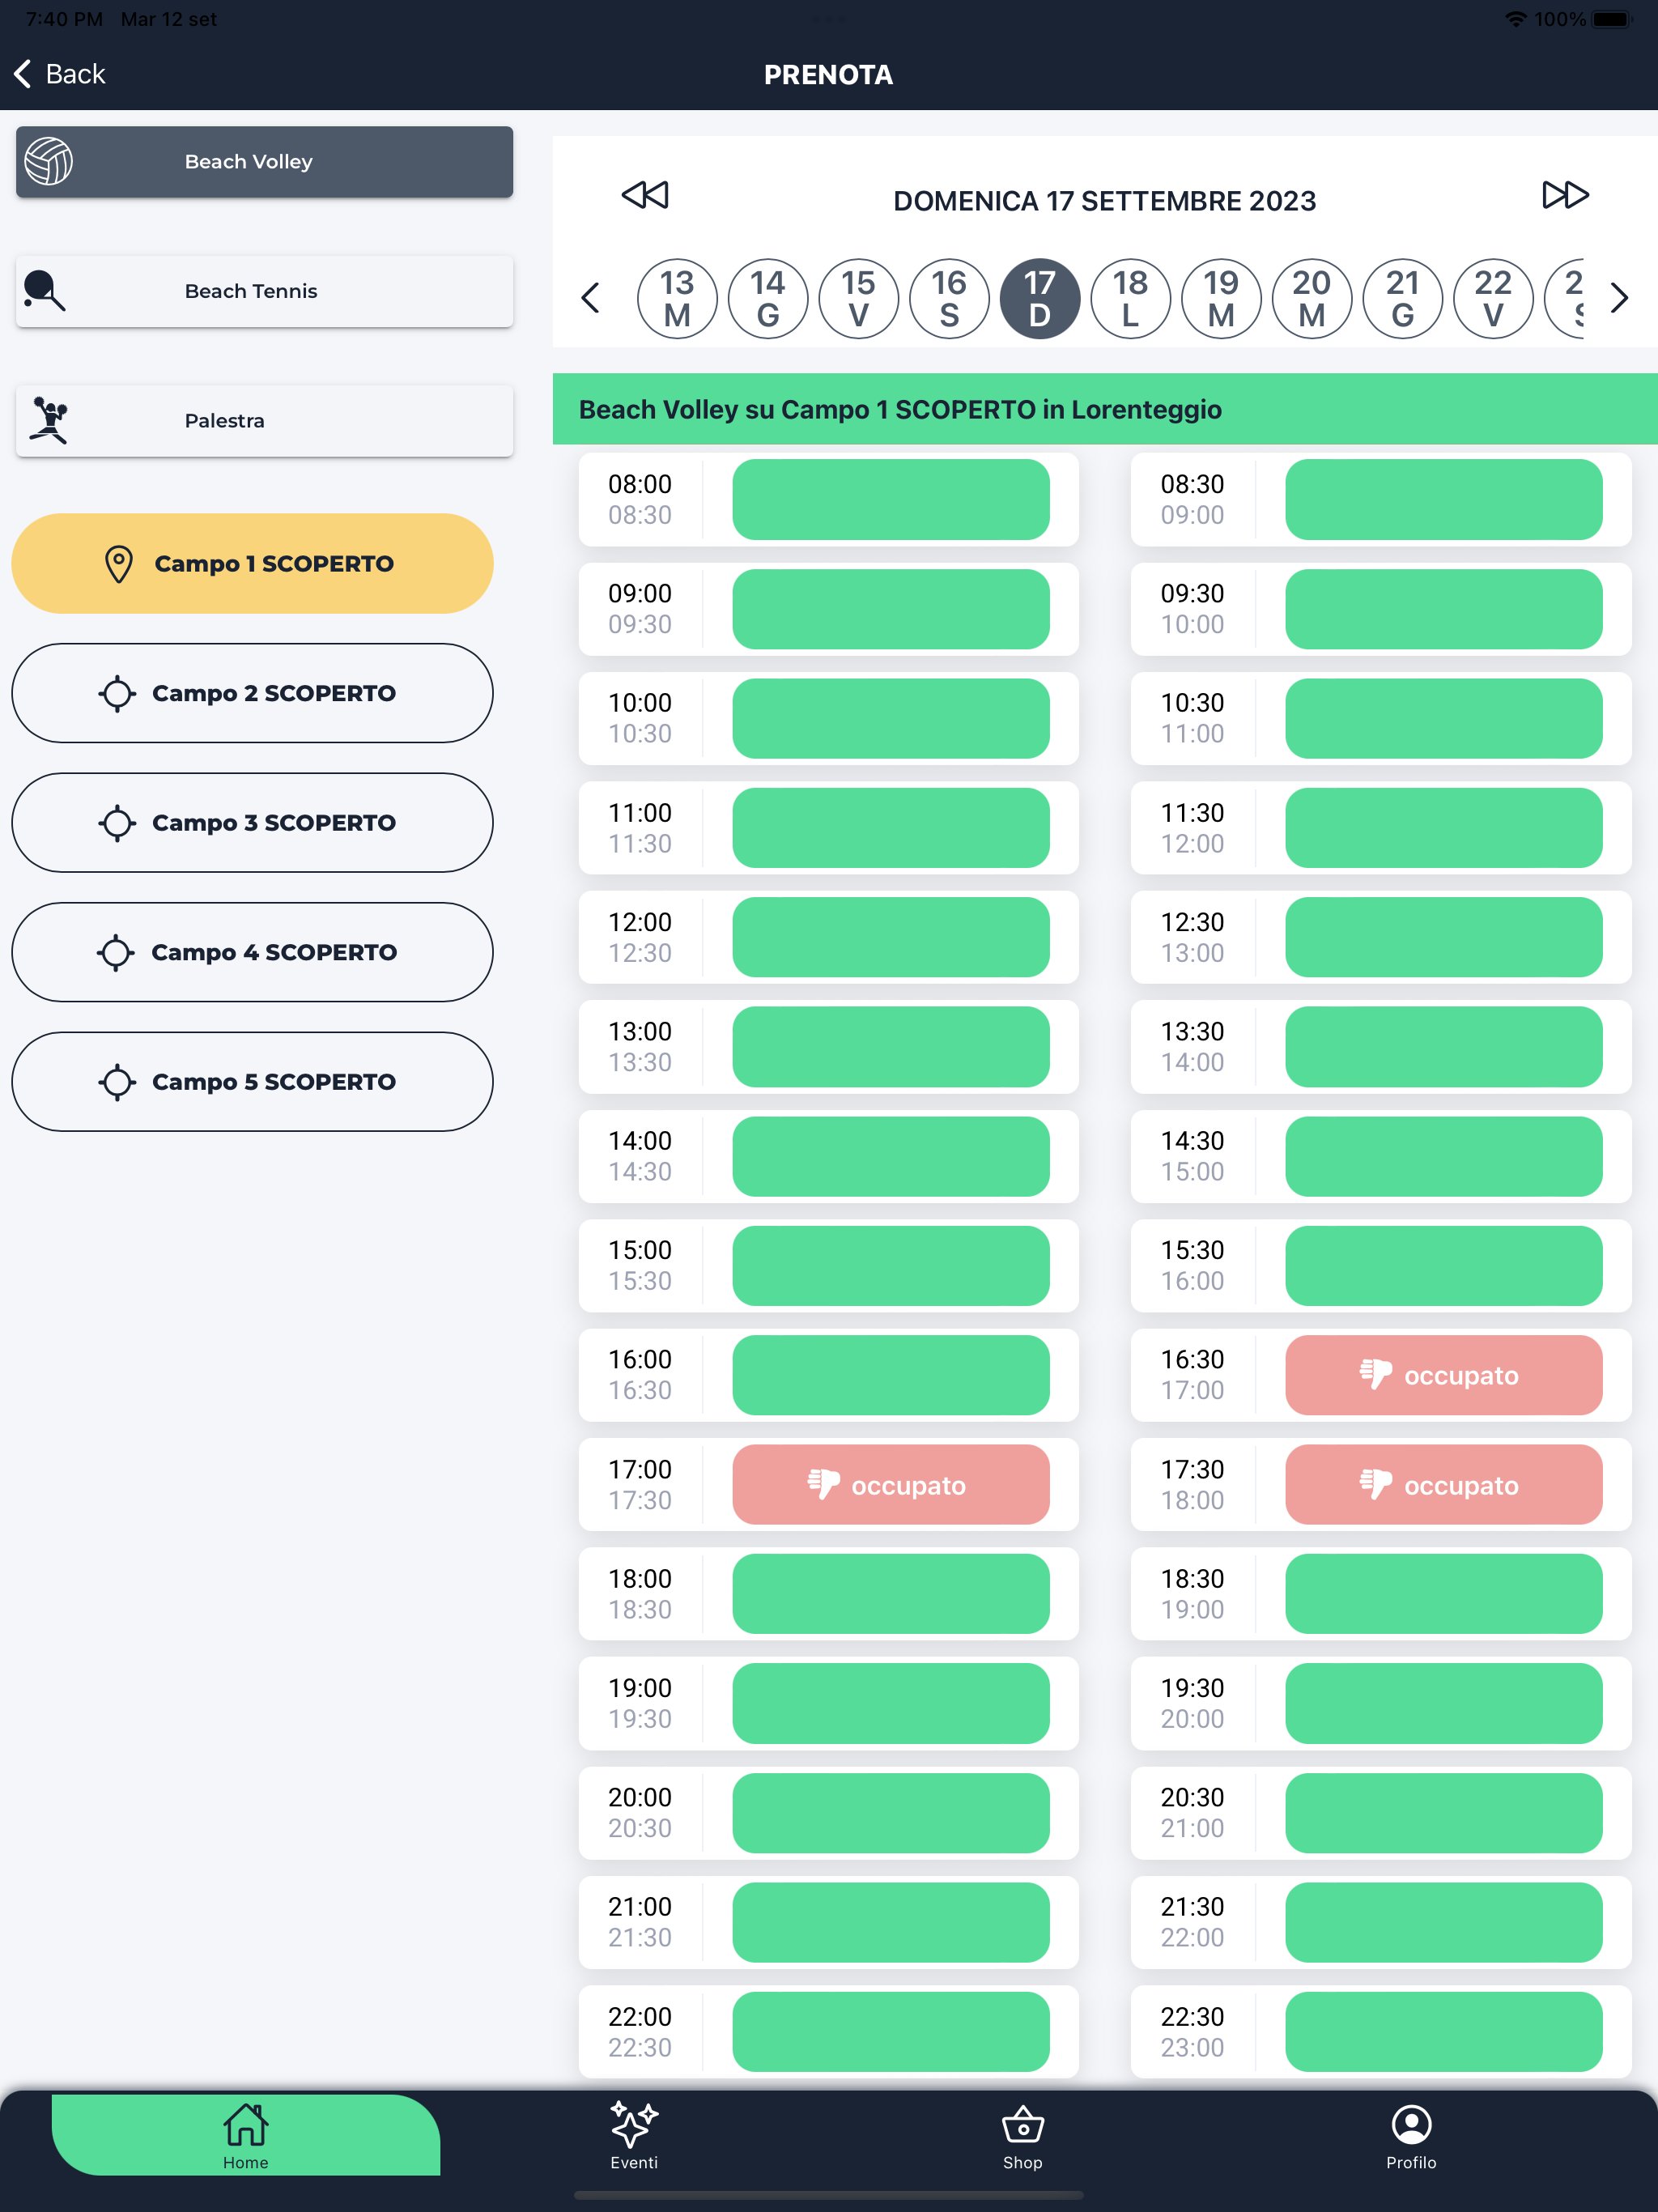 7:40 PM Mar 12 set
100%
Back
PRENOTA
Beach Volley
Beach Tennis
Palestra
Campo 1 SCOPERTO
Campo 2 SCOPERTO
Campo 3 SCOPERTO
Campo 4 SCOPERTO
Campo 5 SCOPERTO
DOMENICA 17 SETTEMBRE 2023
13 14 15 16 17 18 19 20 21 22 2
M G V S D L M M G V
Beach Volley su Campo 1 SCOPERTO in Lorenteggio
08:00 08:30
08:30 09:00
09:00 09:30
09:30 10:00
10:00 10:30
10:30 11:00
11:00 11:30
11:30 12:00
12:00 12:30
12:30 13:00
13:00 13:30
13:30 14:00
14:00 14:30
14:30 15:00
15:00 15:30
15:30 16:00
16:00 16:30
16:30 17:00
occupato
17:00 17:30
17:30 18:00
occupato occupato
18:00 18:30
18:30 19:00
19:00 19:30
19:30 20:00
20:00 20:30
20:30 21:00
21:00 21:30
21:30 22:00
22:00 22:30
22:30 23:00
Home Eventi Shop Profilo